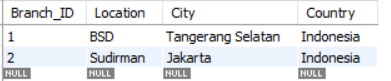 Branch_ID Location City Country
1 BSD Tangerang Selatan Indonesia
2 Sudirman Jakarta Indonesia
NULL NULL NULL NULL